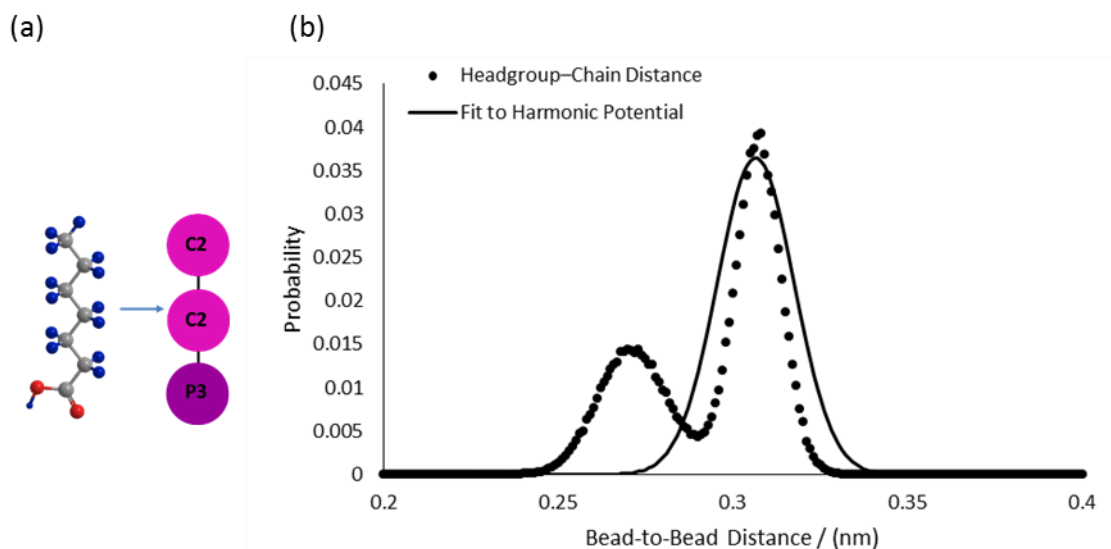 (a)
(b)
C2
C2
P3
Headgroup–Chain Distance
Fit to Harmonic Potential
Probability
0.045
0.04
0.035
0.03
0.025
0.02
0.015
0.01
0.005
0
0.2
0.25
0.3
0.35
0.4
Bead-to-Bead Distance / (nm)